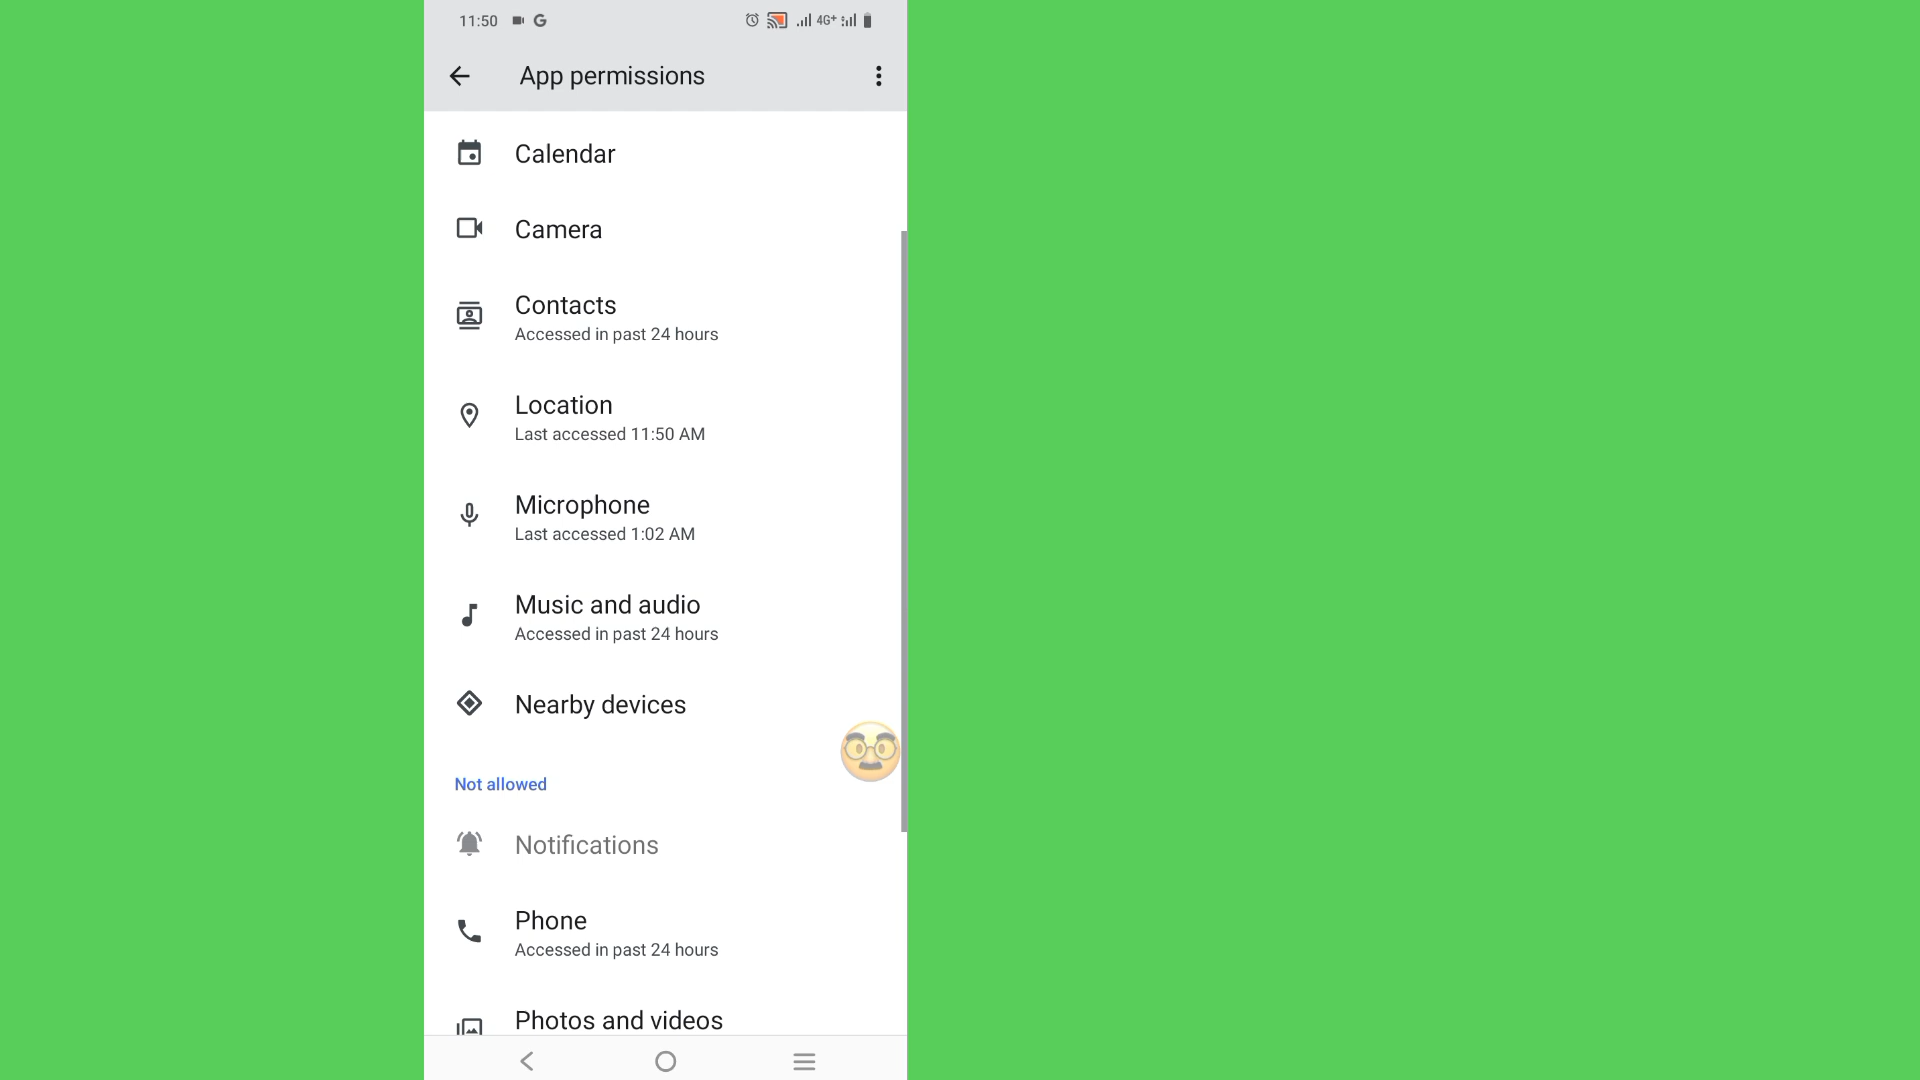 11:50 G 4G+
App permissions
Calendar
Camera
Contacts
Accessed in past 24 hours
Location
Last accessed 11:50 AM
Microphone
Last accessed 1:02 AM
Music and audio
Accessed in past 24 hours
Nearby devices
Not allowed
Notifications
Phone
Accessed in past 24 hours
Photos and videos